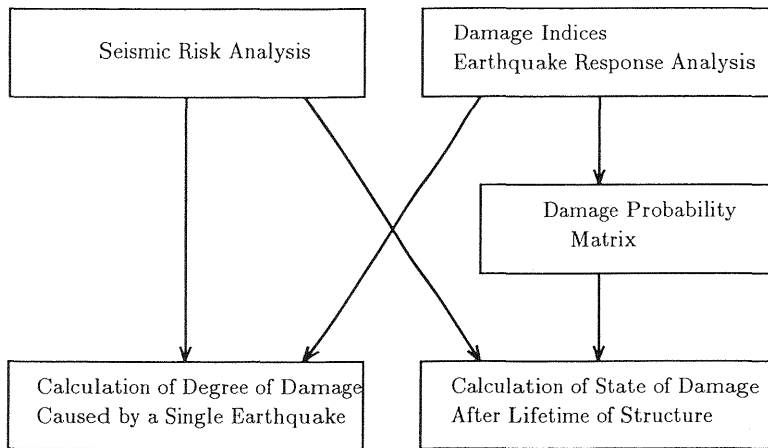 Seismic Risk Analysis
Damage Indices
Earthquake Response Analysis
Damage Probability
Matrix
Calculation of Degree of Damage
Caused by a Single Earthquake
Calculation of State of Damage
After Lifetime of Structure